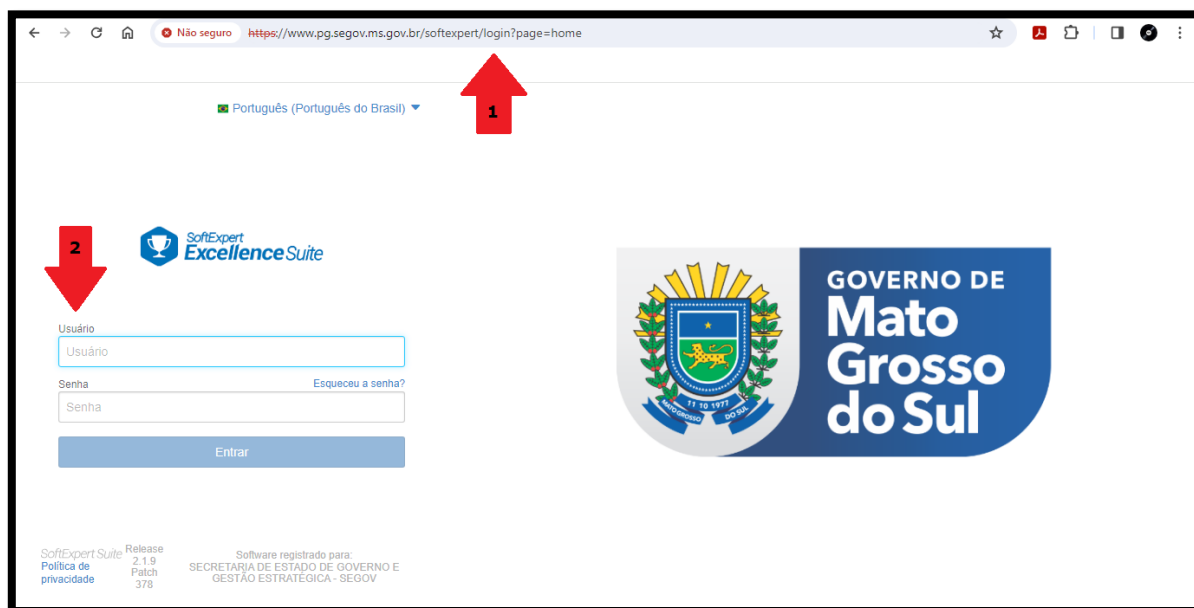 Não seguro https://www.pg.segov.ms.gov.br/softexpert/login?page=home
1
Português (Português do Brasil)
2
SoftExpert
Excellence Suite
Usuário
Usuário
Senha Esqueceu a senha?
Senha
Entrar
GOVERNO DE
Mato
Grosso
do Sul
MATO GROSSO 11 10 1977 DO SUL
SoftExpert Suite
Política de
privacidade
Release
2.1.9
Patch
378
Software registrado para:
SECRETARIA DE ESTADO DE GOVERNO E
GESTÃO ESTRATÉGICA - SEGOV